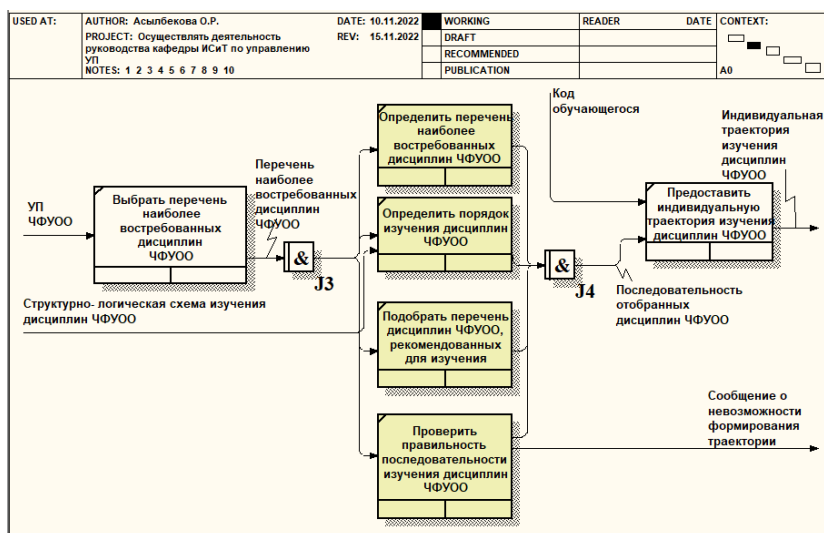 USED AT:
AUTHOR: Асылбекова О.Р.
DATE: 10.11.2022
PROJECT: Осуществлять деятельность
руководства кафедры ИСиТ по управлению
УП
REV: 15.11.2022
NOTES: 1 2 3 4 5 6 7 8 9 10
WORKING
DRAFT
RECOMMENDED
PUBLICATION
READER
DATE
CONTEXT:
A0
УП
ЧФУОО
Выбрать перечень
наиболее
востребованных
дисциплин
ЧФУОО
Перечень
наиболее
востребованных
дисциплин
ЧФУОО
&
J3
Структурно- логическая схема изучения
дисциплин ЧФУОО
Определить перечень
наиболее
востребованных
дисциплин ЧФУОО
Определить порядок
изучения дисциплин
ЧФУОО
Подобрать перечень
дисциплин ЧФУОО,
рекомендованных
для изучения
Проверить
правильность
последовательности
изучения дисциплин
ЧФУОО
&
J4
Код
обучающегося
Последовательность
отобранных
дисциплин ЧФУОО
Предоставить
индивидуальную
траектория изучения
дисциплин ЧФУОО
Индивидуальная
траектория
изучения
дисциплин
ЧФУОО
Сообщение о
невозможности
формирования
траектории